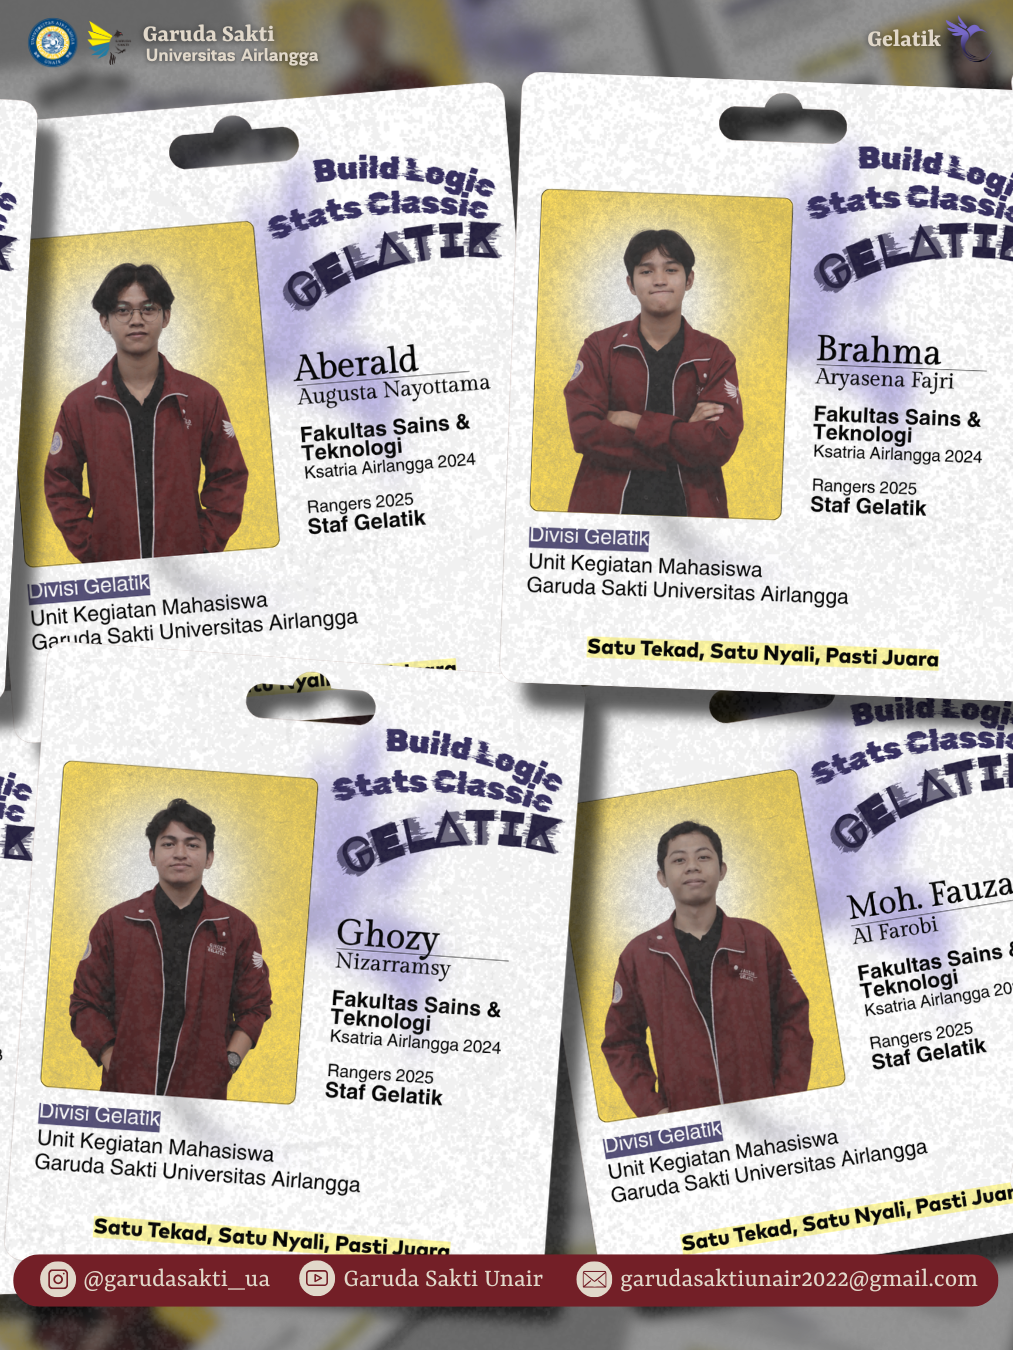 Garuda Sakti
Universitas Airlangga
Gelatik
Build Logic
Stats Classic
GELATIK
Aberald
Augusta Nayottama
Fakultas Sains &
Teknologi
Ksatria Airlangga 2024
Rangers 2025
Staf Gelatik
Divisi Gelatik
Unit Kegiatan Mahasiswa
Garuda Sakti Universitas Airlangga
Build Logic
Stats Classic
GELATIK
Brahma
Aryasena Fajri
Fakultas Sains &
Teknologi
Ksatria Airlangga 2024
Rangers 2025
Staf Gelatik
Divisi Gelatik
Unit Kegiatan Mahasiswa
Garuda Sakti Universitas Airlangga
Satu Tekad, Satu Nyali, Pasti Juara
Build Logic
Stats Classic
GELATIK
Ghozy
Nizarramsy
Fakultas Sains &
Teknologi
Ksatria Airlangga 2024
Rangers 2025
Staf Gelatik
Divisi Gelatik
Unit Kegiatan Mahasiswa
Garuda Sakti Universitas Airlangga
Satu Tekad, Satu Nyali, Pasti Juara
Build Logi
Stats Classic
GELATI
Moh. Fauza
Al Farobi
Fakultas Sains &
Teknologi
Ksatria Airlangga 20
Rangers 2025
Staf Gelatik
Divisi Gelatik
Unit Kegiatan Mahasiswa
Garuda Sakti Universitas Airlangga
Satu Tekad, Satu Nyali, Pasti Juar
@garudasakti_ua
Garuda Sakti Unair
garudasaktiunair2022@gmail.com